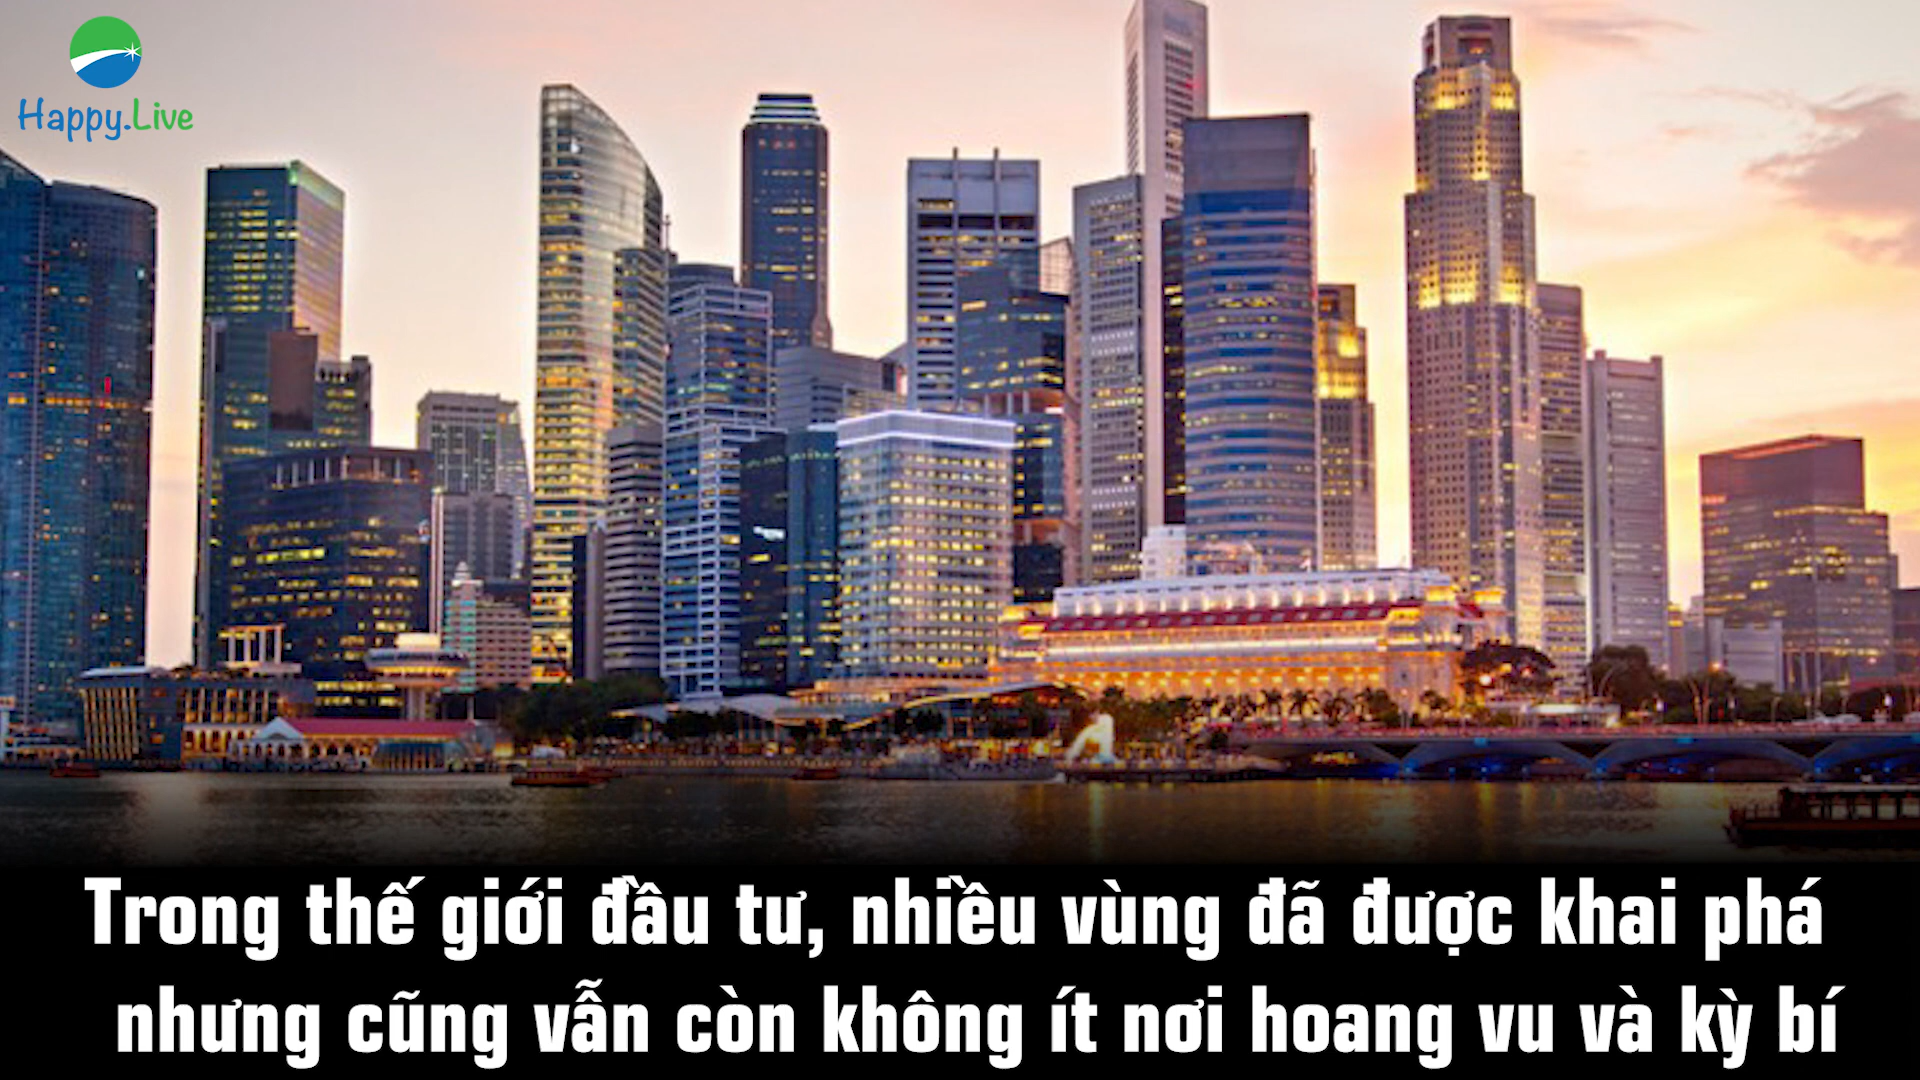 Happy.Live
Trong thế giới đầu tư, nhiều vùng đã được khai phá
nhưng cũng vẫn còn không ít nơi hoang vu và kỳ bí